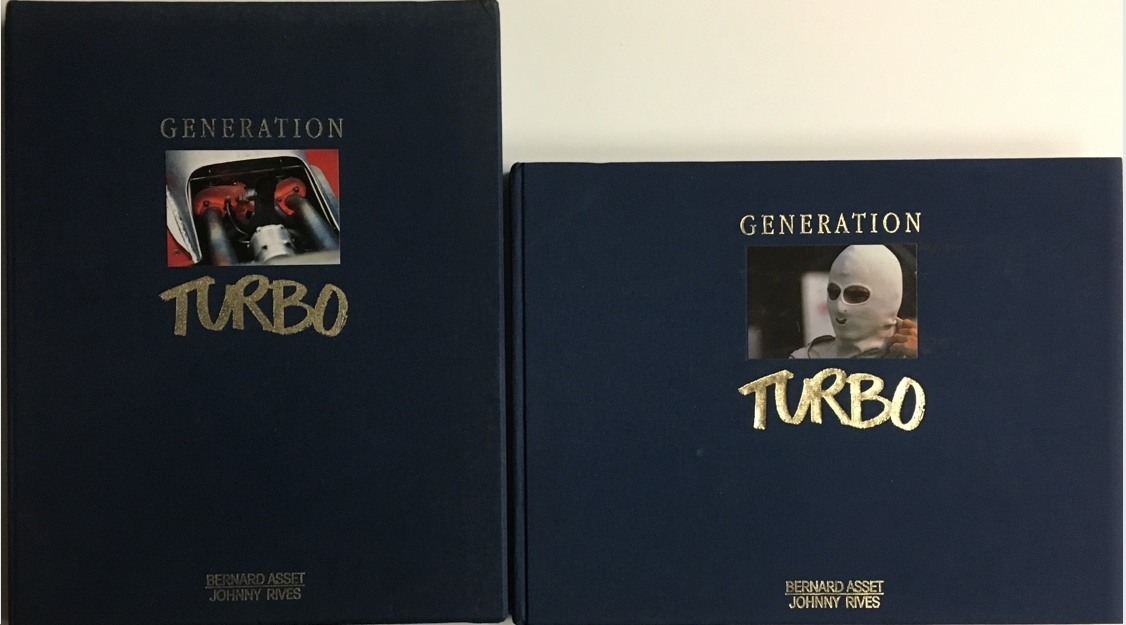 GENERATION
TURBO
BERNARD ASSET
JOHNNY RIVES
GENERATION
TURBO
BERNARD ASSET
JOHNNY RIVES